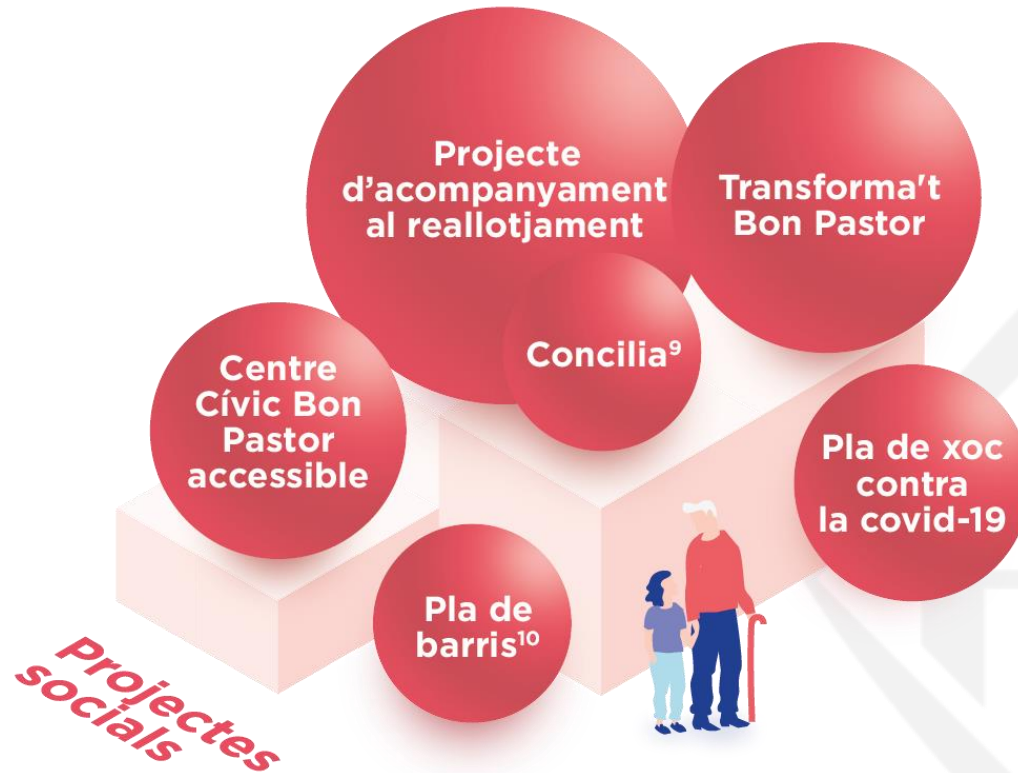 Projecte
d’acompanyament
al reallotjament
Transforma't
Bon Pastor
Concilia⁹
Centre
Cívic Bon
Pastor
accessible
Pla de xoc
contra
la covid-19
Pla de
barris¹⁰
Projectes
socials